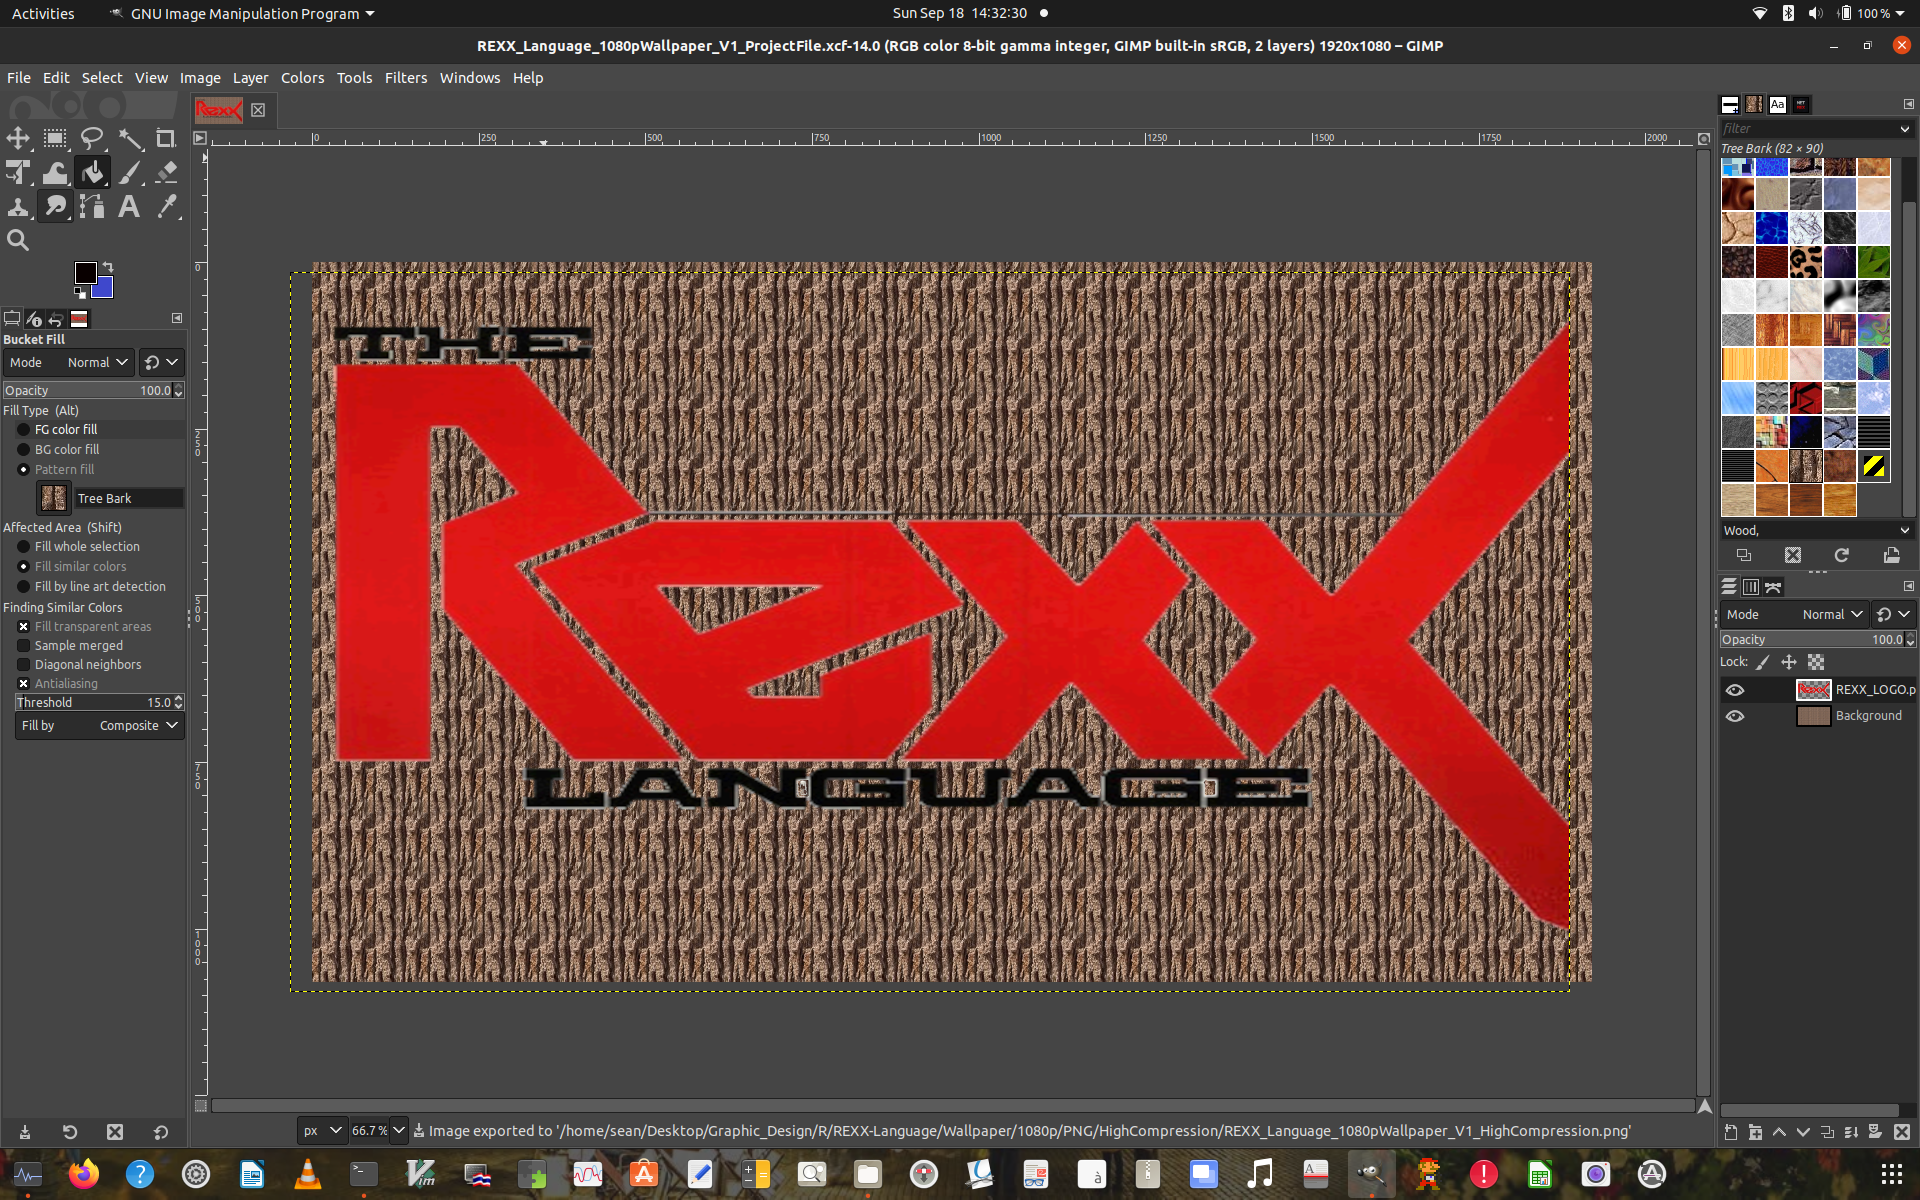 Activities
GNU Image Manipulation Program
Sun Sep 18 14:32:30
100 %
REXX_Language_1080pWallpaper_V1_ProjectFile.xcf-14.0 (RGB color 8-bit gamma integer, GIMP built-in sRGB, 2 layers) 1920x1080 – GIMP
File Edit Select View Image Layer Colors Tools Filters Windows Help
0 250 500 750 1000 1250 1500 1750 2000
0
250
500
750
1000
Bucket Fill
Mode Normal
Opacity 100.0
Fill Type (Alt)
FG color fill
BG color fill
Pattern fill
Tree Bark
Affected Area (Shift)
Fill whole selection
Fill similar colors
Fill by line art detection
Finding Similar Colors
Fill transparent areas
Sample merged
Diagonal neighbors
Antialiasing
Threshold 15.0
Fill by Composite
THE
Rexx
LANGUAGE
px
66.7 %
Image exported to '/home/sean/Desktop/Graphic_Design/R/REXX-Language/Wallpaper/1080p/PNG/HighCompression/REXX_Language_1080pWallpaper_V1_HighCompression.png'
Aa
filter
Tree Bark (82 × 90)
Wood,
Mode Normal
Opacity 100.0
Lock:
REXX_LOGO.p
Background